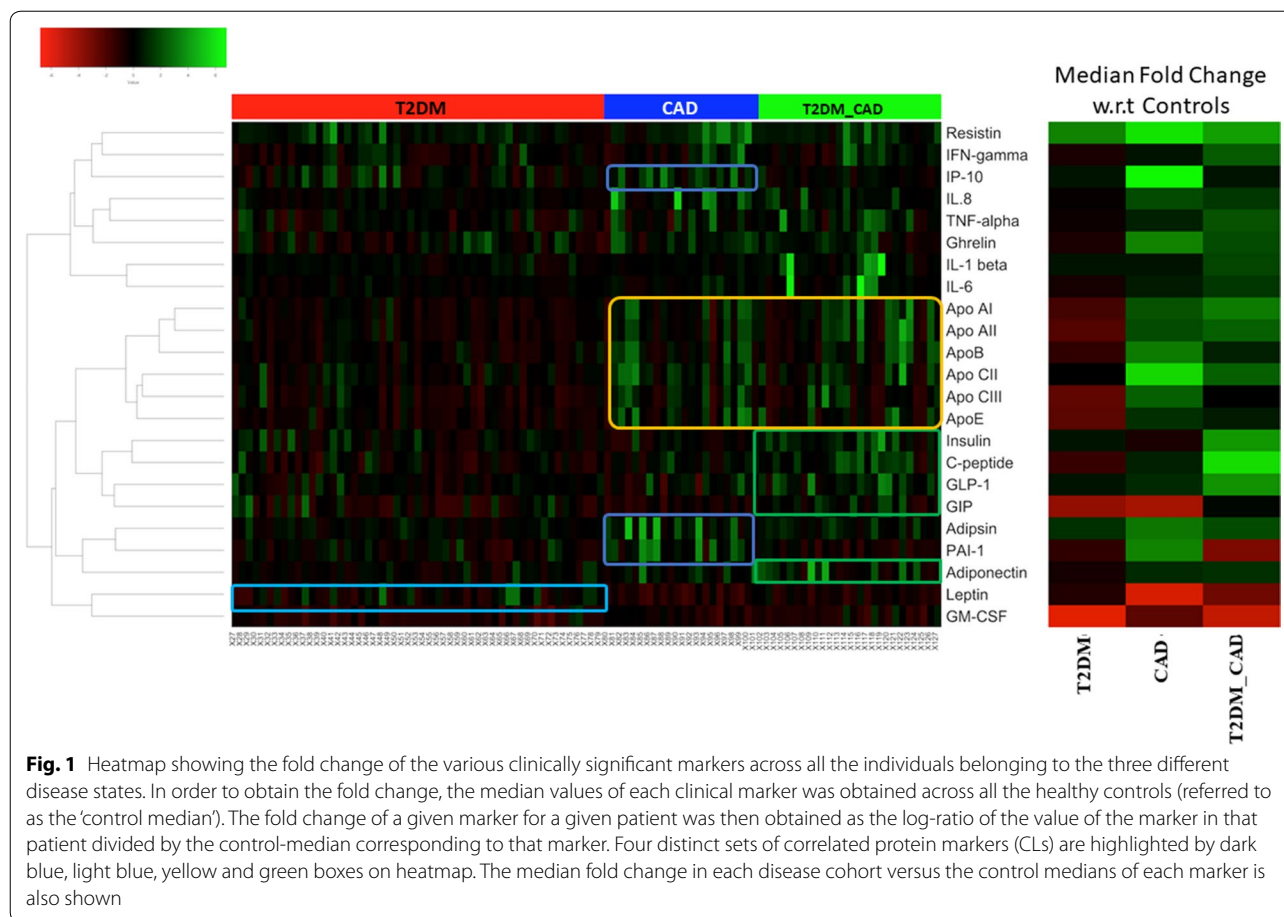 Median Fold Change
w.r.t Controls
-6 -4 -2 0 2 4 6
Value
T2DM CAD T2DM_CAD
Resistin
IFN-gamma
IP-10
IL.8
TNF-alpha
Ghrelin
IL-1 beta
IL-6
Apo AI
Apo AII
ApoB
Apo CII
Apo CIII
ApoE
Insulin
C-peptide
GLP-1
GIP
Adipsin
PAI-1
Adiponectin
Leptin
GM-CSF
T2DM
CAD
T2DM_CAD
Fig. 1 Heatmap showing the fold change of the various clinically significant markers across all the individuals belonging to the three different
disease states. In order to obtain the fold change, the median values of each clinical marker was obtained across all the healthy controls (referred to
as the ‘control median’). The fold change of a given marker for a given patient was then obtained as the log-ratio of the value of the marker in that
patient divided by the control-median corresponding to that marker. Four distinct sets of correlated protein markers (CLs) are highlighted by dark
blue, light blue, yellow and green boxes on heatmap. The median fold change in each disease cohort versus the control medians of each marker is
also shown